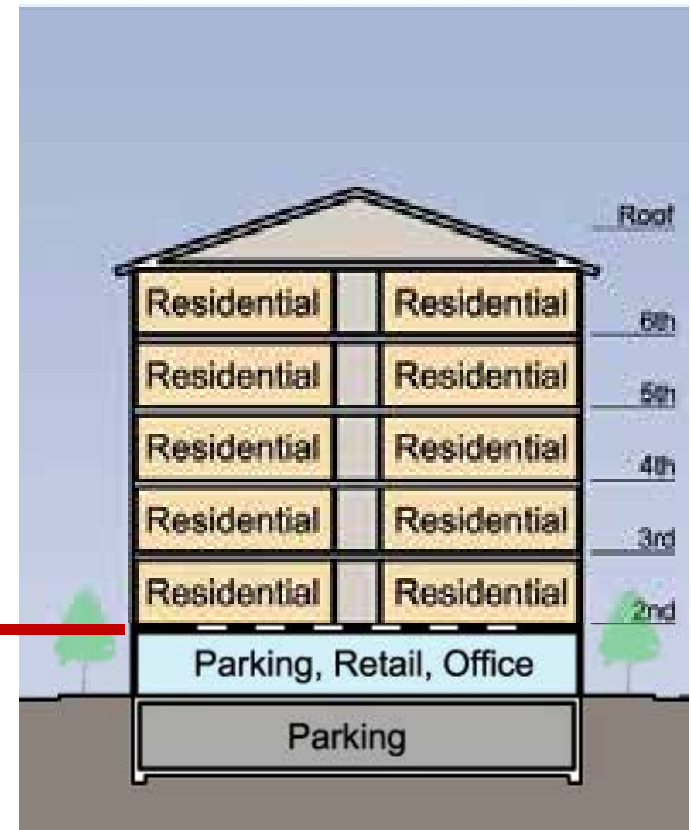 Roof
Residential Residential
6th
Residential Residential
5th
Residential Residential
4th
Residential Residential
3rd
Residential Residential
2nd
Parking, Retail, Office
Parking